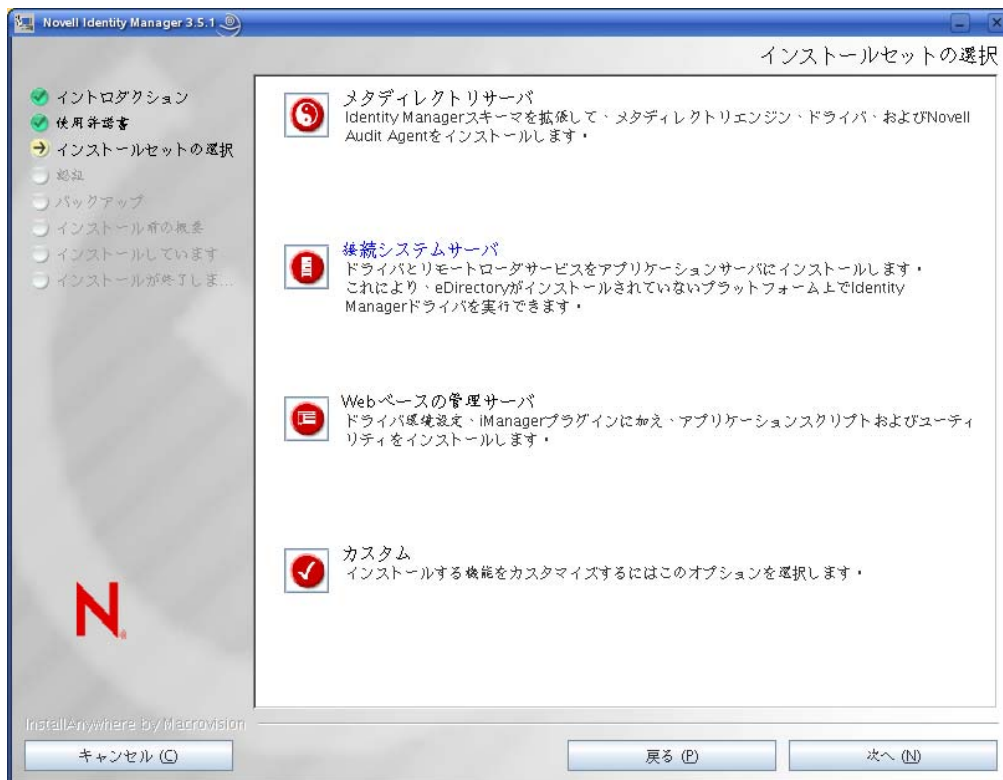 Novell Identity Manager 3.5.1
インストールセットの選択
イントロダクション
使用許諾書
インストールセットの選択
認証
バックアップ
インストール前の概要
インストールしています
インストールが終了しま...
メタディレクトリサーバ
Identity Managerスキーマを拡張して、メタディレクトリエンジン、ドライバ、およびNovell
Audit Agentをインストールします。
接続システムサーバ
ドライバとリモートローダサービスをアプリケーションサーバにインストールします。
これにより、eDirectoryがインストールされていないプラットフォーム上でIdentity
Managerドライバを実行できます。
Webベースの管理サーバ
ドライバ環境設定、iManagerプラグインに加え、アプリケーションスクリプトおよびユーティ
リティをインストールします。
カスタム
インストールする機能をカスタマイズするにはこのオプションを選択します。
N
InstallAnywhere by Macrovision
キャンセル (C)
戻る (P)
次へ (N)